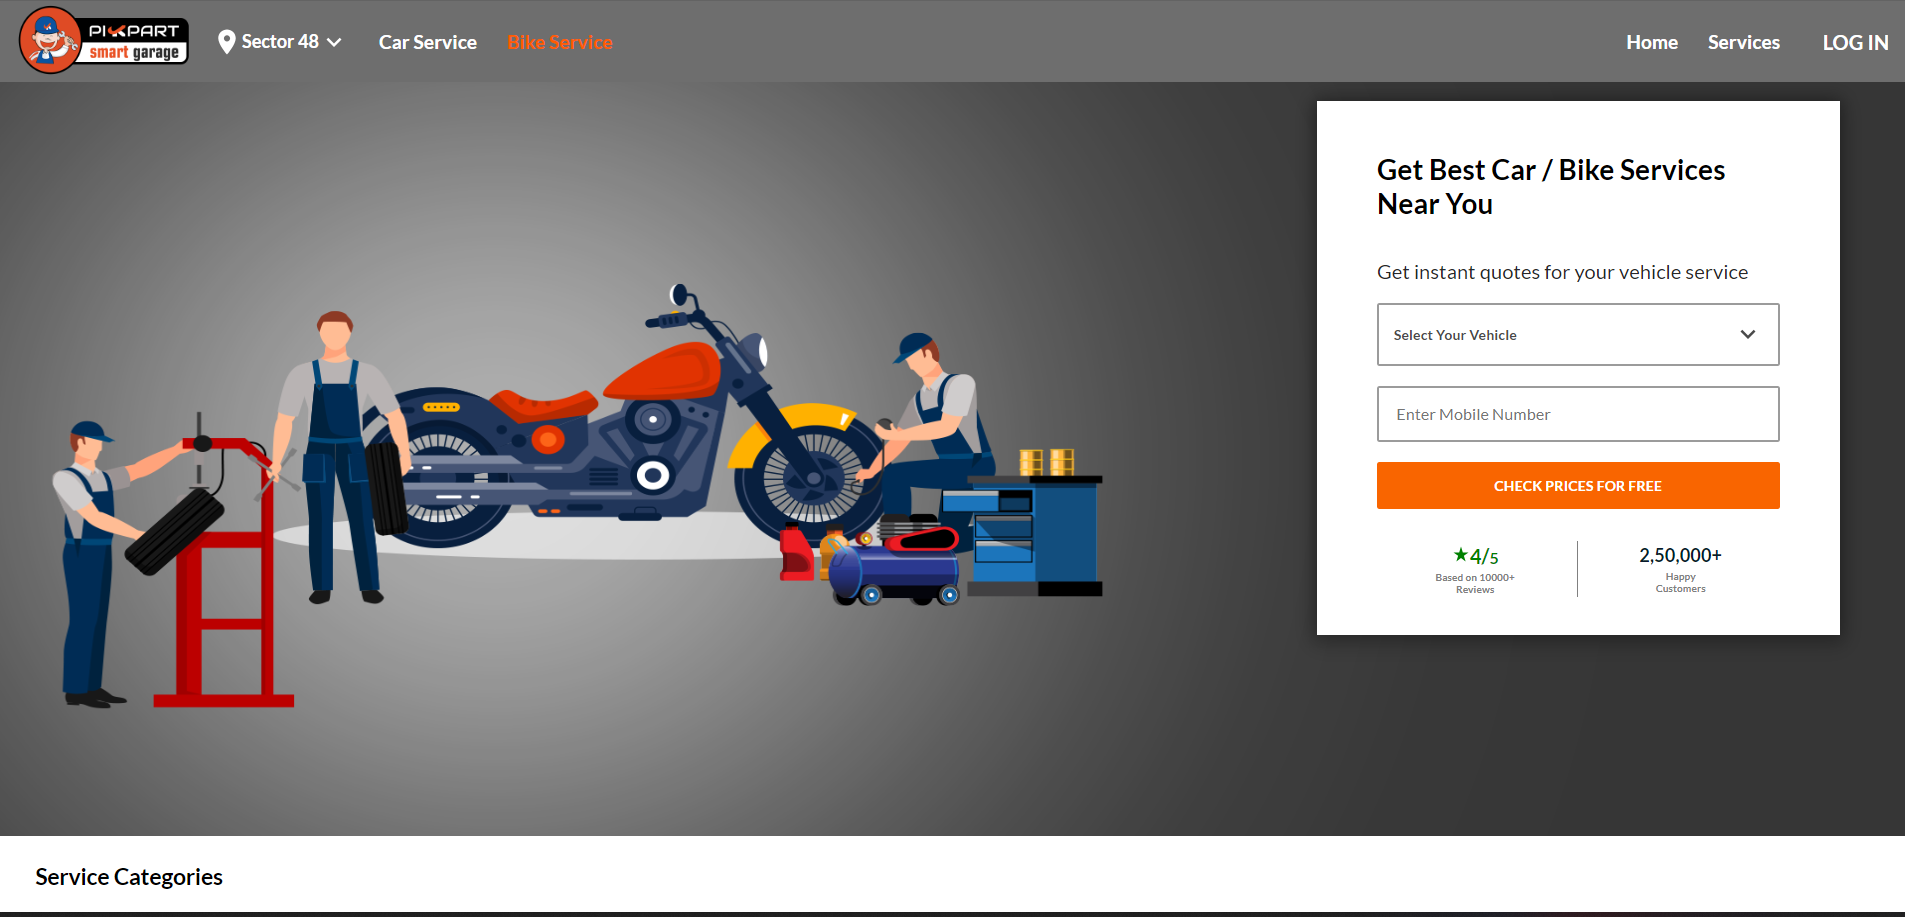 PIKPART
smart garage
Sector 48
Car Service
Bike Service
Home
Services
LOG IN
Get Best Car / Bike Services
Near You
Get instant quotes for your vehicle service
Select Your Vehicle
Enter Mobile Number
CHECK PRICES FOR FREE
★4/5
Based on 10000+
Reviews
2,50,000+
Happy
Customers
Service Categories